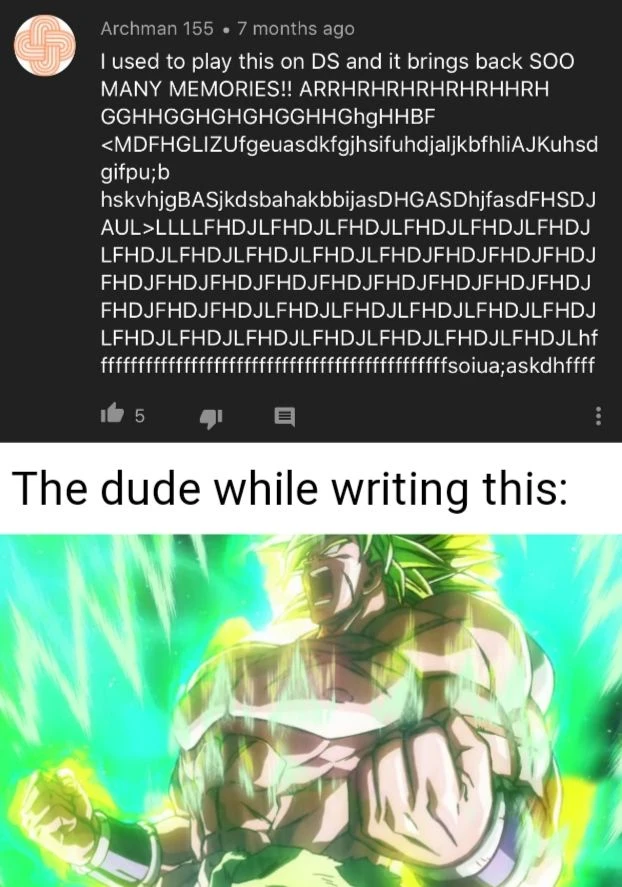 Archman 155 • 7 months ago
I used to play this on DS and it brings back SOO
MANY MEMORIES!! ARRHRHRHRHRHRHHRH
GGHHGGHGHGHGGHHGhgHHBF
<MDFHGLIZUfgeuasdkfgjhsifuhdjaljkbfhliAJKuhsd
gifpu;b
hskvhjgBASjkdsbahakbbijasDHGASDhjfasdFHSDJ
AUL>LLLLFHDJLFHDJLFHDJLFHDJLFHDJLFHDJ
LFHDJLFHDJLFHDJLFHDJLFHDJFHDJFHDJFHDJ
FHDJFHDJFHDJFHDJFHDJFHDJFHDJFHDJFHDJ
FHDJFHDJFHDJLFHDJLFHDJLFHDJLFHDJLFHDJ
LFHDJLFHDJLFHDJLFHDJLFHDJLFHDJLFHDJLhf
ffffffffffffffffffffffffffffffffffffffffffffffsoiua;askdhffff
5
The dude while writing this: